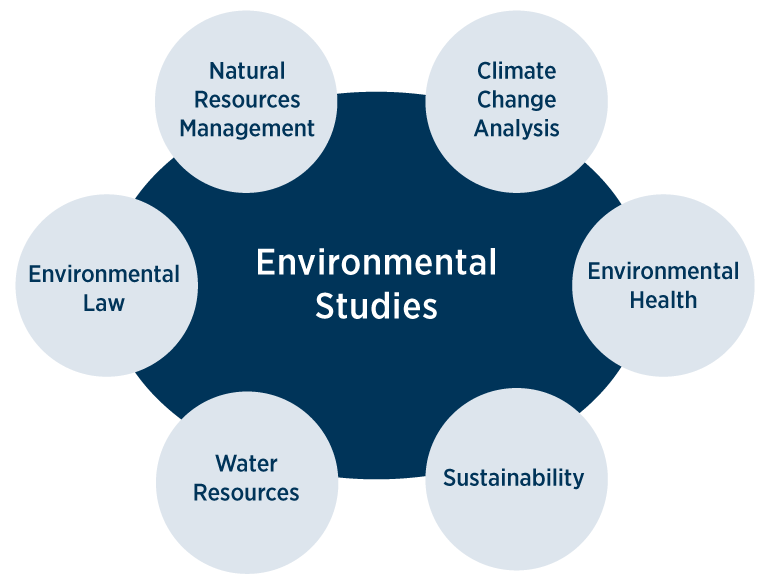 Natural
Resources
Management
Climate
Change
Analysis
Environmental
Law
Environmental
Studies
Environmental
Health
Water
Resources
Sustainability